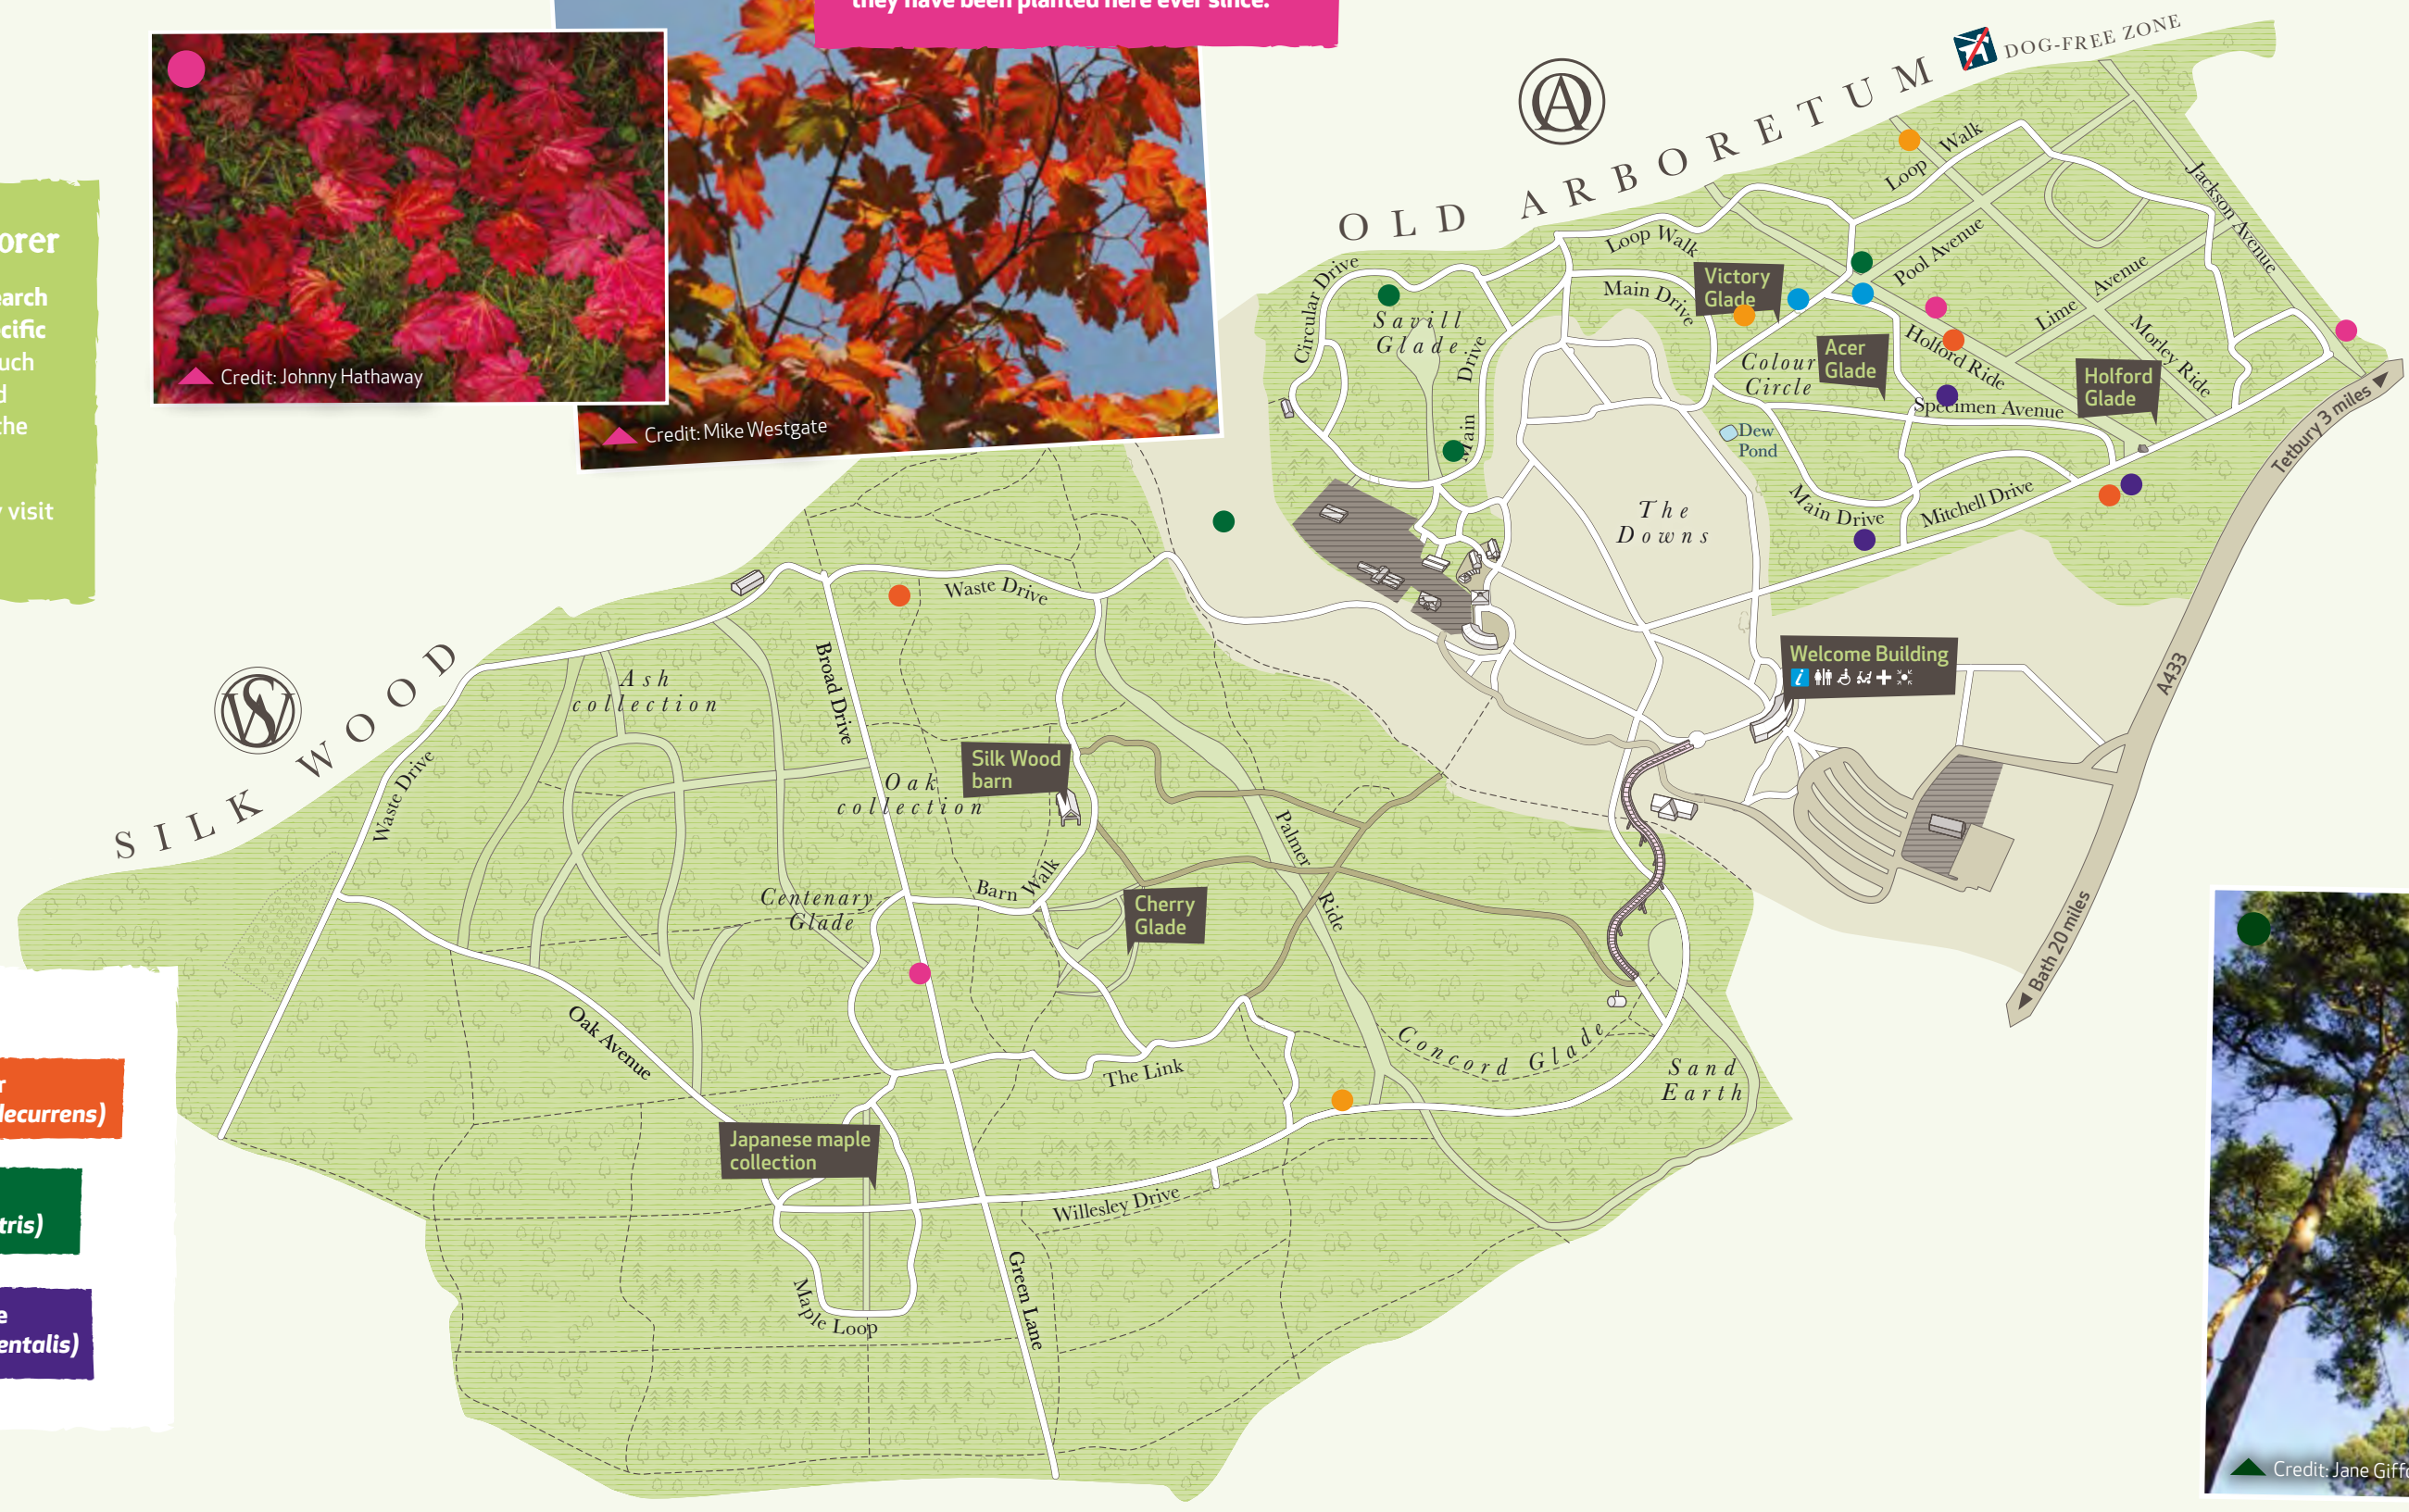 they have been planted here ever since.
orer
earch
cific
uch
d
the
visit
Credit: Johnny Hathaway
Credit: Mike Westgate
A
OLD ARBORETUM
DOG-FREE ZONE
Loop Walk
Jackson Avenue
Circular Drive
Loop Walk
Pool Avenue
Savill
Glade
Main Drive
Victory
Glade
Lime Avenue
Morley Ride
Main Drive
Colour
Circle
Acer
Glade
Holford Ride
Holford
Glade
Specimen Avenue
Dew
Pond
Tetbury 3 miles
The
Downs
Main Drive
Mitchell Drive
Welcome Building
i
A433
Bath 20 miles
SW
SILK WOOD
Waste Drive
Waste Drive
Ash
collection
Broad Drive
Silk Wood
barn
Oak
collection
Palmer Ride
Barn Walk
Centenary
Glade
Cherry
Glade
Oak Avenue
Concord Glade
The Link
Sand
Earth
Japanese maple
collection
Willesley Drive
Maple Loop
Green Lane
r
decurrens)
tris)
e
entalis)
Credit: Jane Giffo